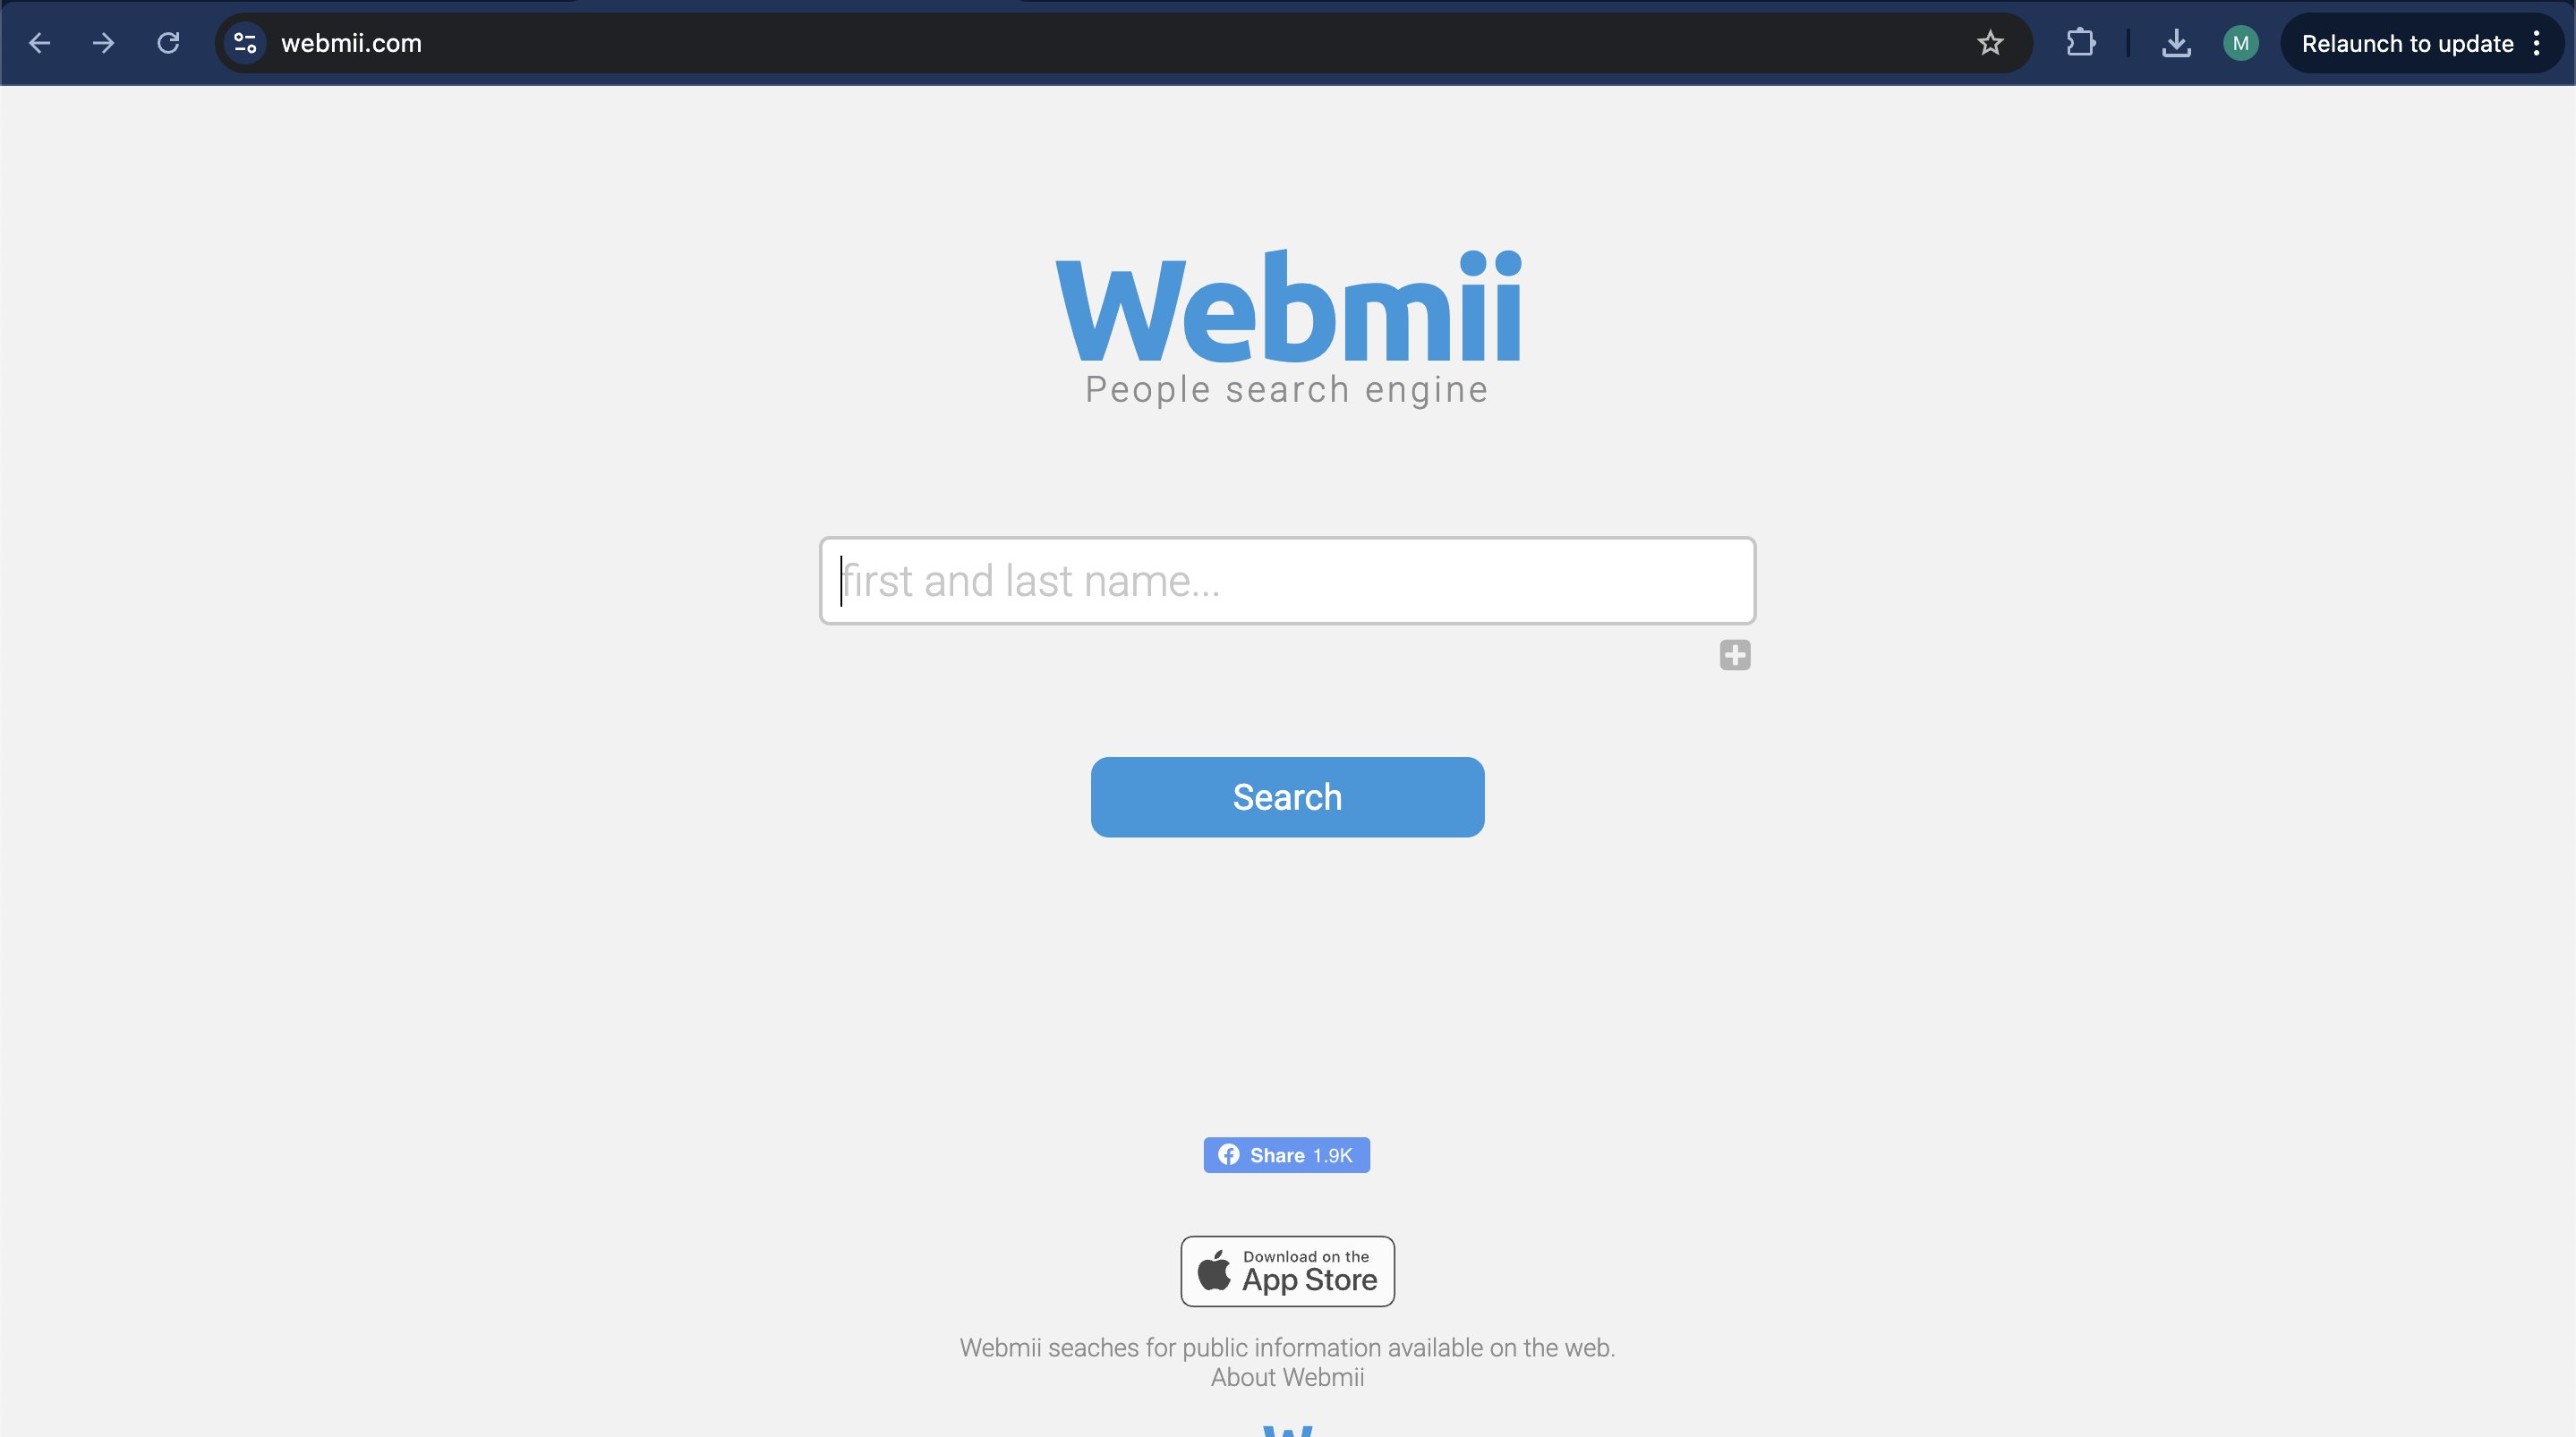 webmii.com
M
Relaunch to update
Webmii
People search engine
first and last name...
Search
Share 1.9K
Download on the
App Store
Webmii seaches for public information available on the web.
About Webmii
W